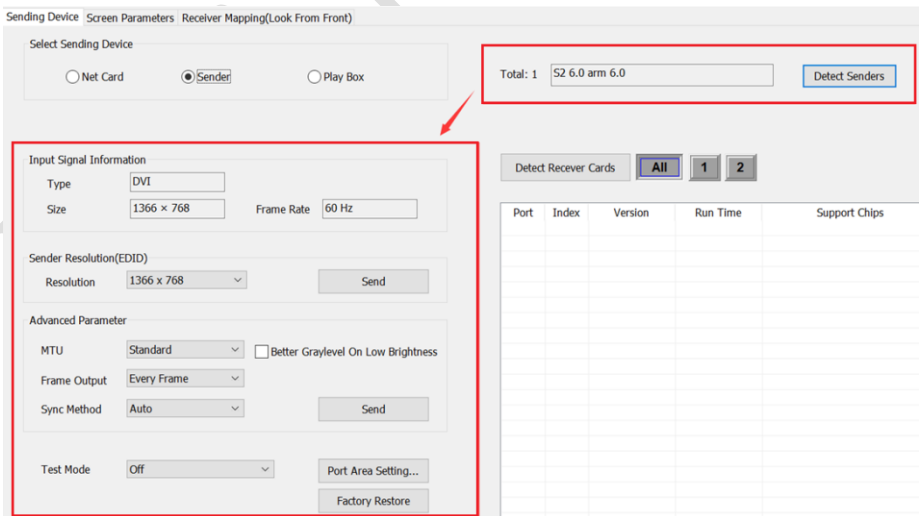 Sending Device Screen Parameters Receiver Mapping(Look From Front)
Select Sending Device
Net Card Sender Play Box
Total: 1 S2 6.0 arm 6.0 Detect Senders
Input Signal Information
Type DVI
Size 1366 × 768 Frame Rate 60 Hz
Sender Resolution(EDID)
Resolution 1366 x 768 Send
Advanced Parameter
MTU Standard Better Graylevel On Low Brightness
Frame Output Every Frame
Sync Method Auto Send
Test Mode Off Port Area Setting...
Factory Restore
Detect Recever Cards All 1 2
Port Index Version Run Time Support Chips